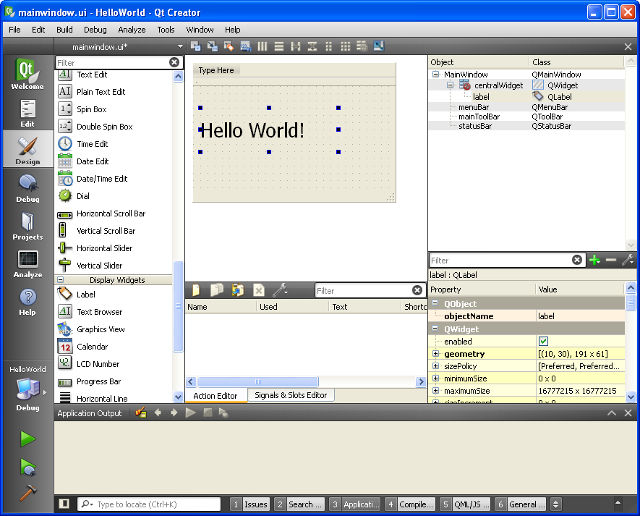 mainwindow.ui - HelloWorld - Qt Creator
File Edit Build Debug Analyze Tools Window Help
mainwindow.ui*
Qt
Welcome
Edit
Design
Debug
Projects
Analyze
Help
HelloWorld
Debug
Filter
Text Edit
Plain Text Edit
Spin Box
Double Spin Box
Time Edit
Date Edit
Date/Time Edit
Dial
Horizontal Scroll Bar
Vertical Scroll Bar
Horizontal Slider
Vertical Slider
Display Widgets
Label
Text Browser
Graphics View
Calendar
LCD Number
Progress Bar
Horizontal Line
Type Here
Hello World!
Filter
Name Used Text Shortc
Action Editor Signals & Slots Editor
Object Class
MainWindow QMainWindow
centralWidget QWidget
label QLabel
menuBar QMenuBar
mainToolBar QToolBar
statusBar QStatusBar
Filter
label : QLabel
Property Value
QObject
objectName label
QWidget
enabled
geometry [(10, 30), 191 x 61]
sizePolicy [Preferred, Preferred...
minimumSize 0 x 0
maximumSize 16777215 x 16777215
sizeIncrement 0 x 0
Application Output
Type to locate (Ctrl+K)
1 Issues 2 Search ... 3 Applicati... 4 Compile... 5 QML/JS ... 6 General ...